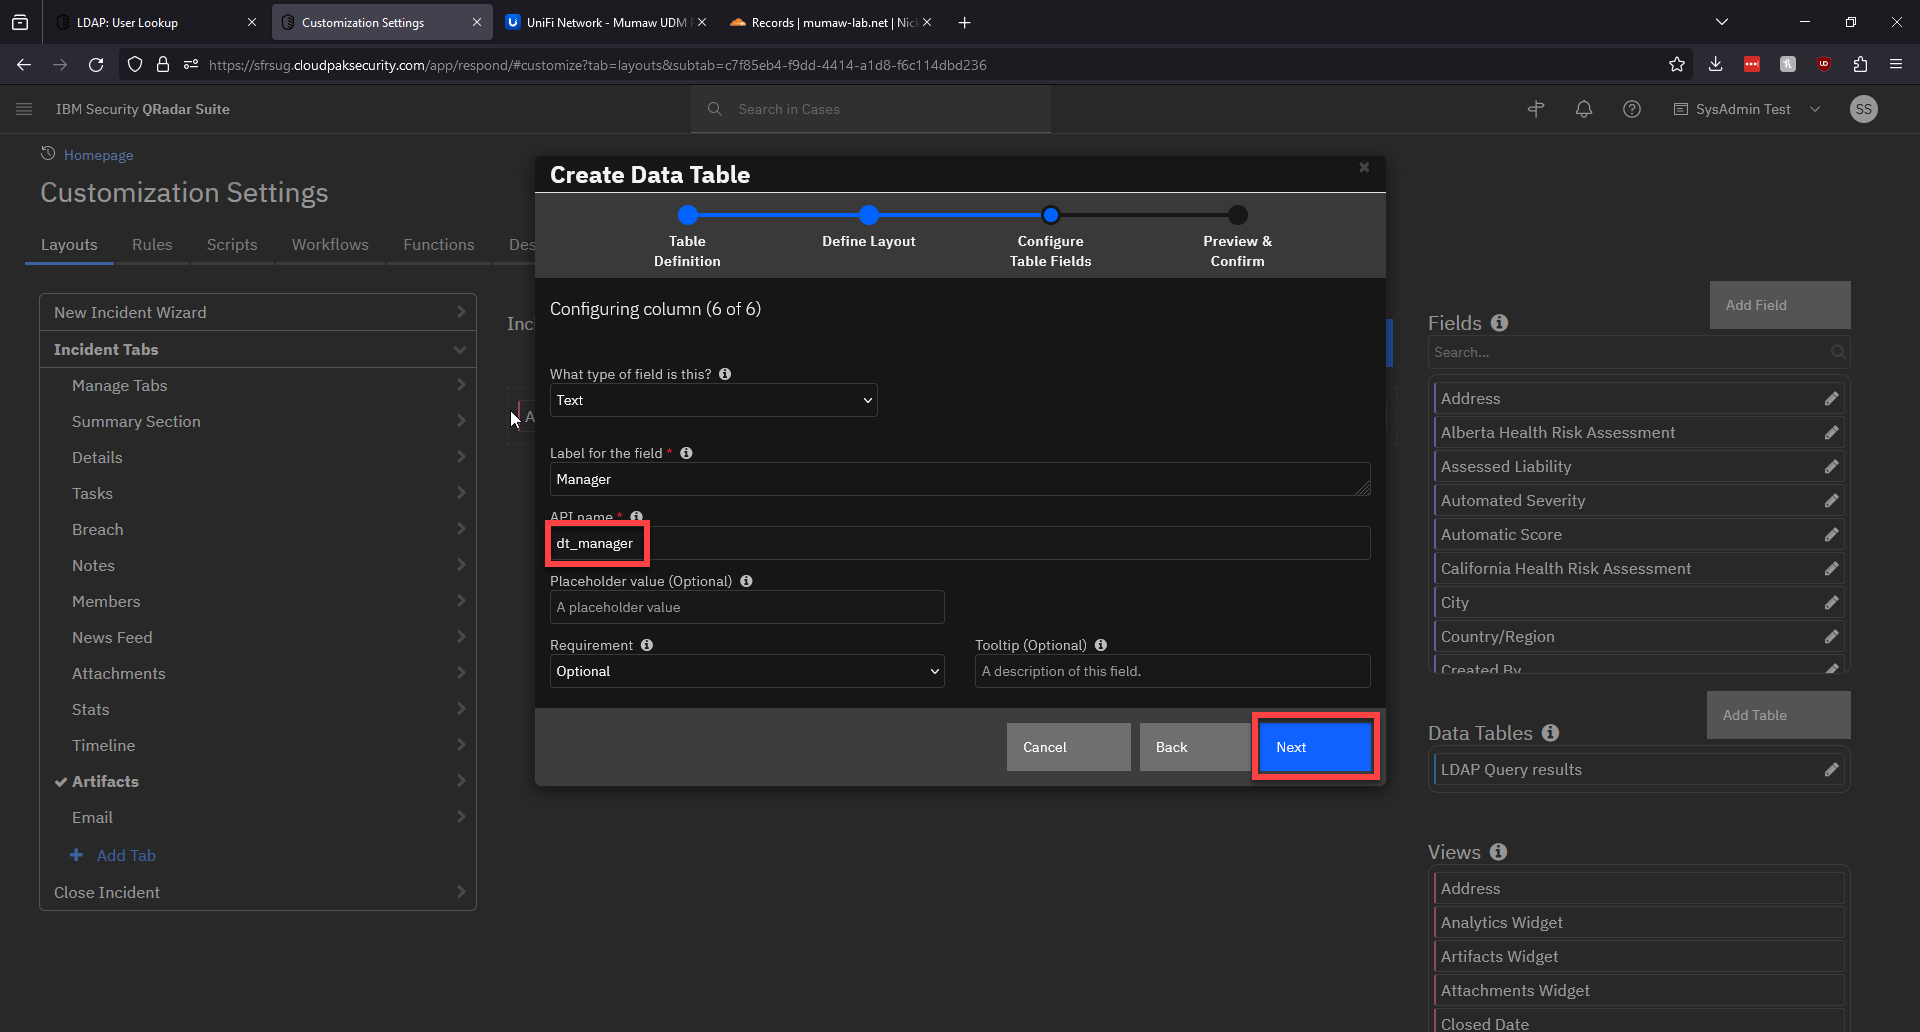 LDAP: User Lookup
Customization Settings
UniFi Network - Mumaw UDM
Records | mumaw-lab.net | Nic
https://sfrsug.cloudpaksecurity.com/app/respond/#customize?tab=layouts&subtab=c7f85eb4-f9dd-4414-a1d8-f6c114dbd236
IBM Security QRadar Suite
Search in Cases
SysAdmin Test
SS
Homepage
Customization Settings
Layouts
Rules
Scripts
Workflows
Functions
Des
New Incident Wizard
Incident Tabs
Manage Tabs
Summary Section
Details
Tasks
Breach
Notes
Members
News Feed
Attachments
Stats
Timeline
Artifacts
Email
Add Tab
Close Incident
Inc
A
Create Data Table
Table Definition
Define Layout
Configure Table Fields
Preview & Confirm
Configuring column (6 of 6)
What type of field is this?
Text
Label for the field *
Manager
API name *
dt_manager
Placeholder value (Optional)
A placeholder value
Requirement
Optional
Tooltip (Optional)
A description of this field.
Cancel
Back
Next
Add Field
Fields
Search...
Address
Alberta Health Risk Assessment
Assessed Liability
Automated Severity
Automatic Score
California Health Risk Assessment
City
Country/Region
Created By
Add Table
Data Tables
LDAP Query results
Views
Address
Analytics Widget
Artifacts Widget
Attachments Widget
Closed Date